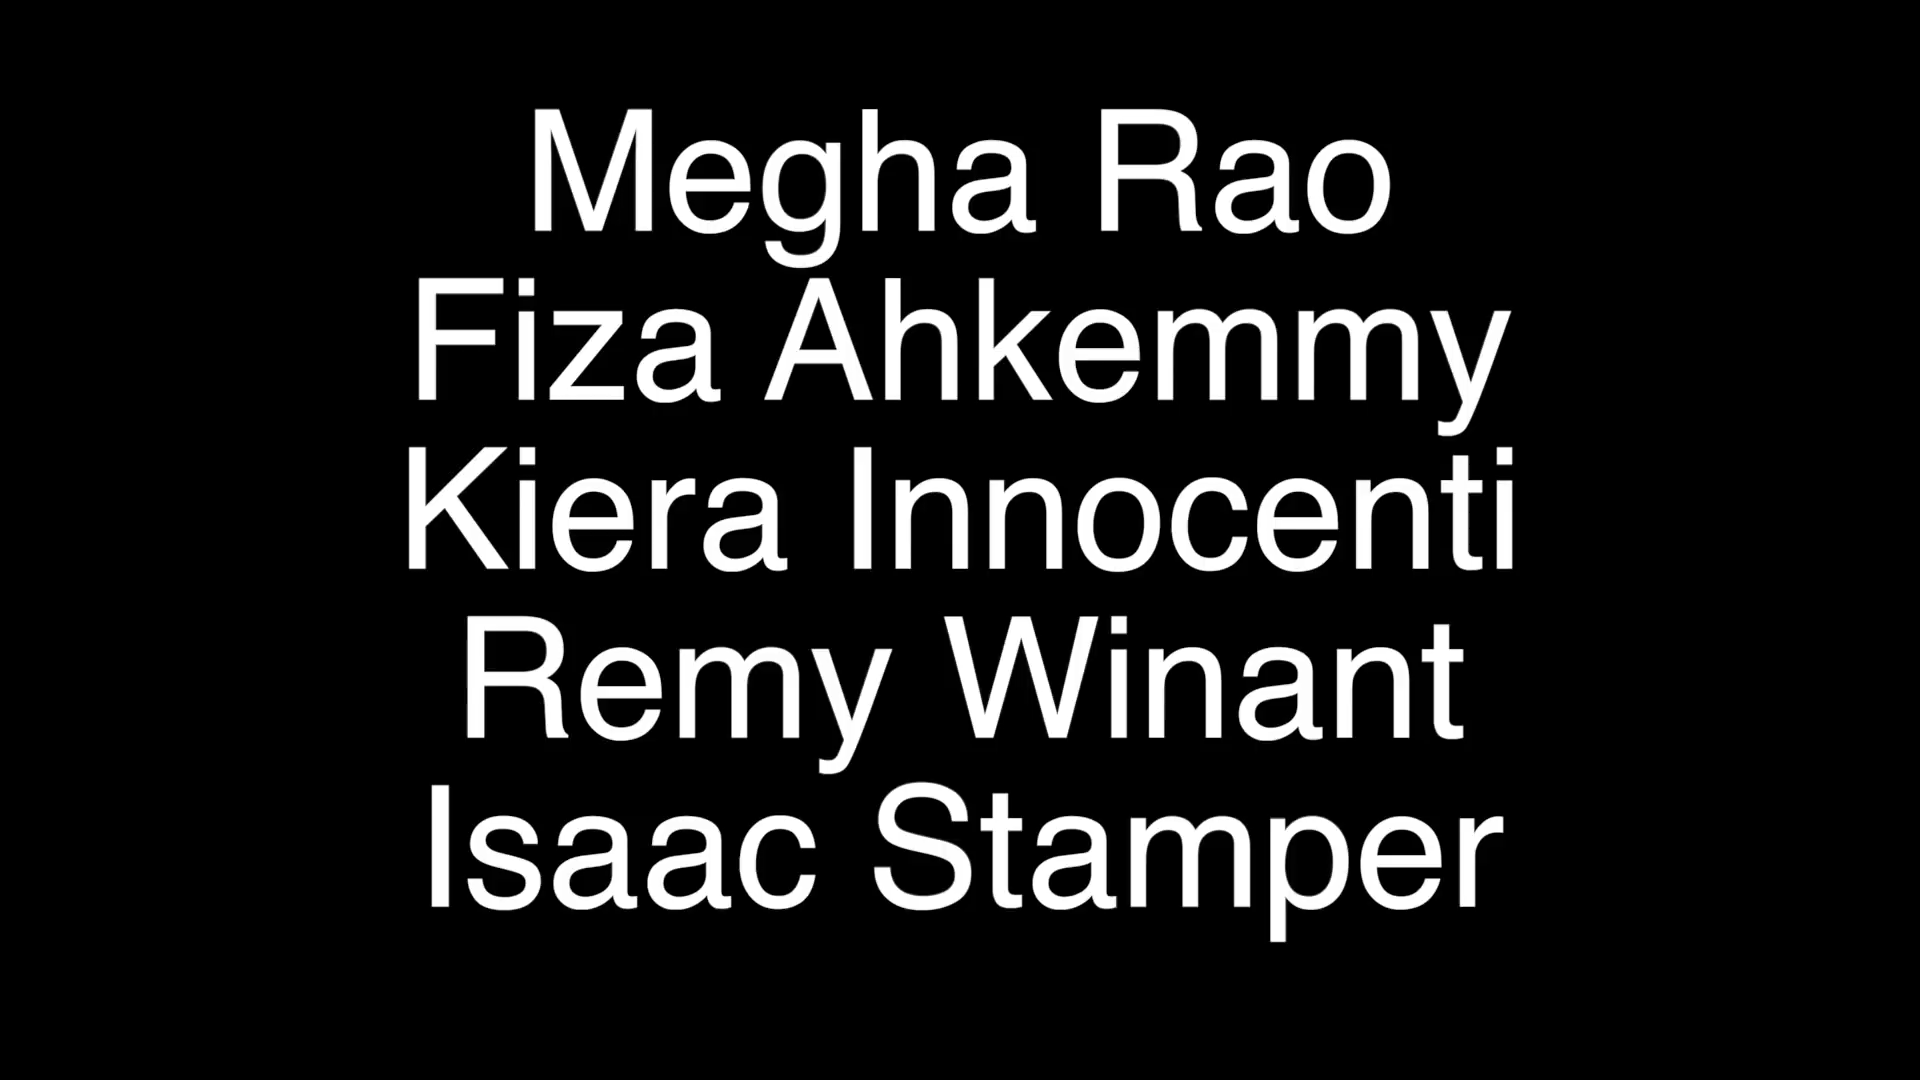 Megha Rao
Fiza Ahkemmy
Kiera Innocenti
Remy Winant
Isaac Stamper